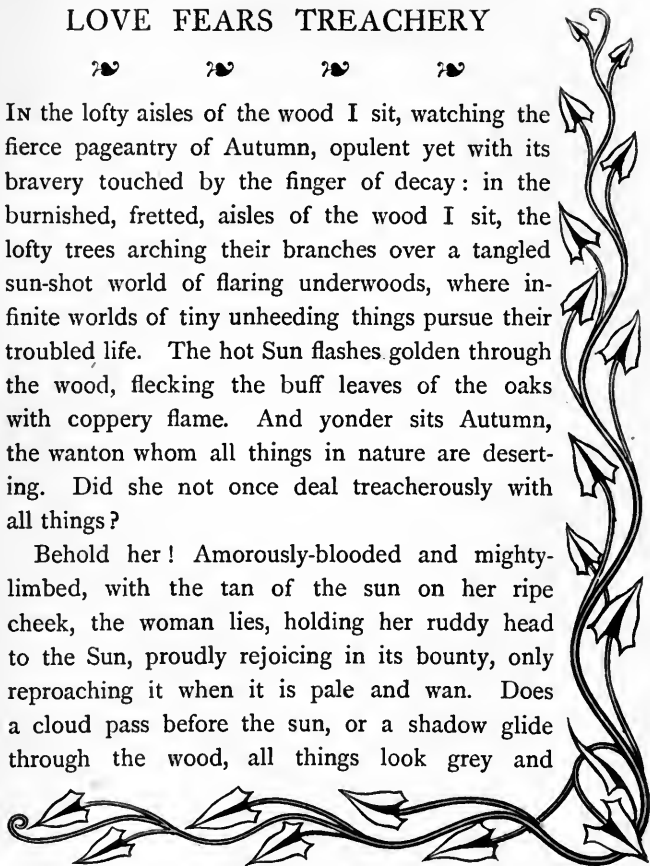 LOVE FEARS TREACHERY
In the lofty aisles of the wood I sit, watching the
fierce pageantry of Autumn, opulent yet with its
bravery touched by the finger of decay: in the
burnished, fretted, aisles of the wood I sit, the
lofty trees arching their branches over a tangled
sun-shot world of flaring underwoods, where in-
finite worlds of tiny unheeding things pursue their
troubled life. The hot Sun flashes golden through
the wood, flecking the buff leaves of the oaks
with coppery flame. And yonder sits Autumn,
the wanton whom all things in nature are desert-
ing. Did she not once deal treacherously with
all things?
Behold her! Amorously-blooded and mighty-
limbed, with the tan of the sun on her ripe
cheek, the woman lies, holding her ruddy head
to the Sun, proudly rejoicing in its bounty, only
reproaching it when it is pale and wan. Does
a cloud pass before the sun, or a shadow glide
through the wood, all things look grey and